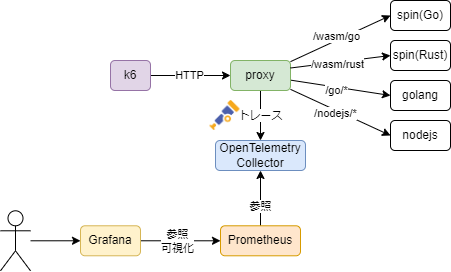 spin(Go)
/wasm/go
spin(Rust)
/wasm/rust
k6
HTTP
proxy
/go/*
golang
/nodejs/*
nodejs
トレース
OpenTelemetry
Collector
参照
Grafana
参照
可視化
Prometheus